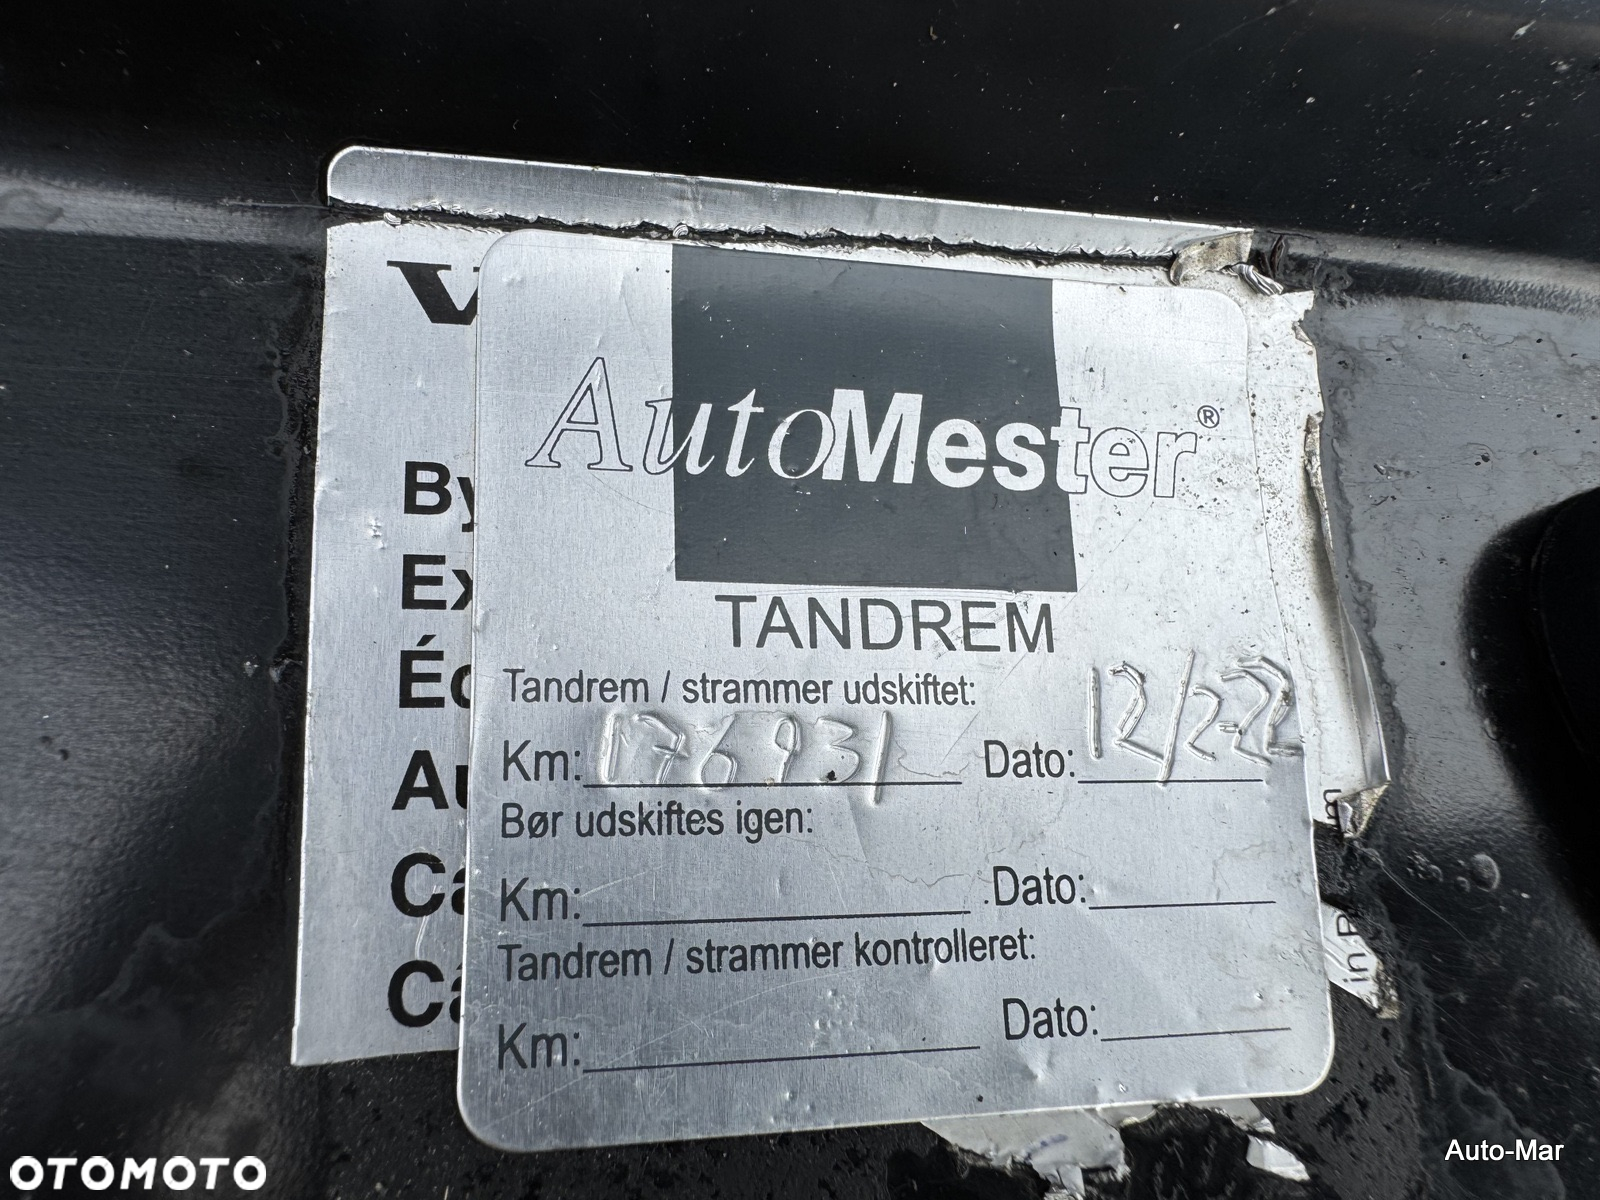 V
AutoMester®
By
Ex
TANDREM
Éc
Tandrem / strammer udskiftet:
Au
Km: 176931 Dato: 12/2-22
Bør udskiftes igen:
Ca
Km: Dato:
Tandrem / strammer kontrolleret:
Câ
Km: Dato:
OTOMOTO
Auto-Mar